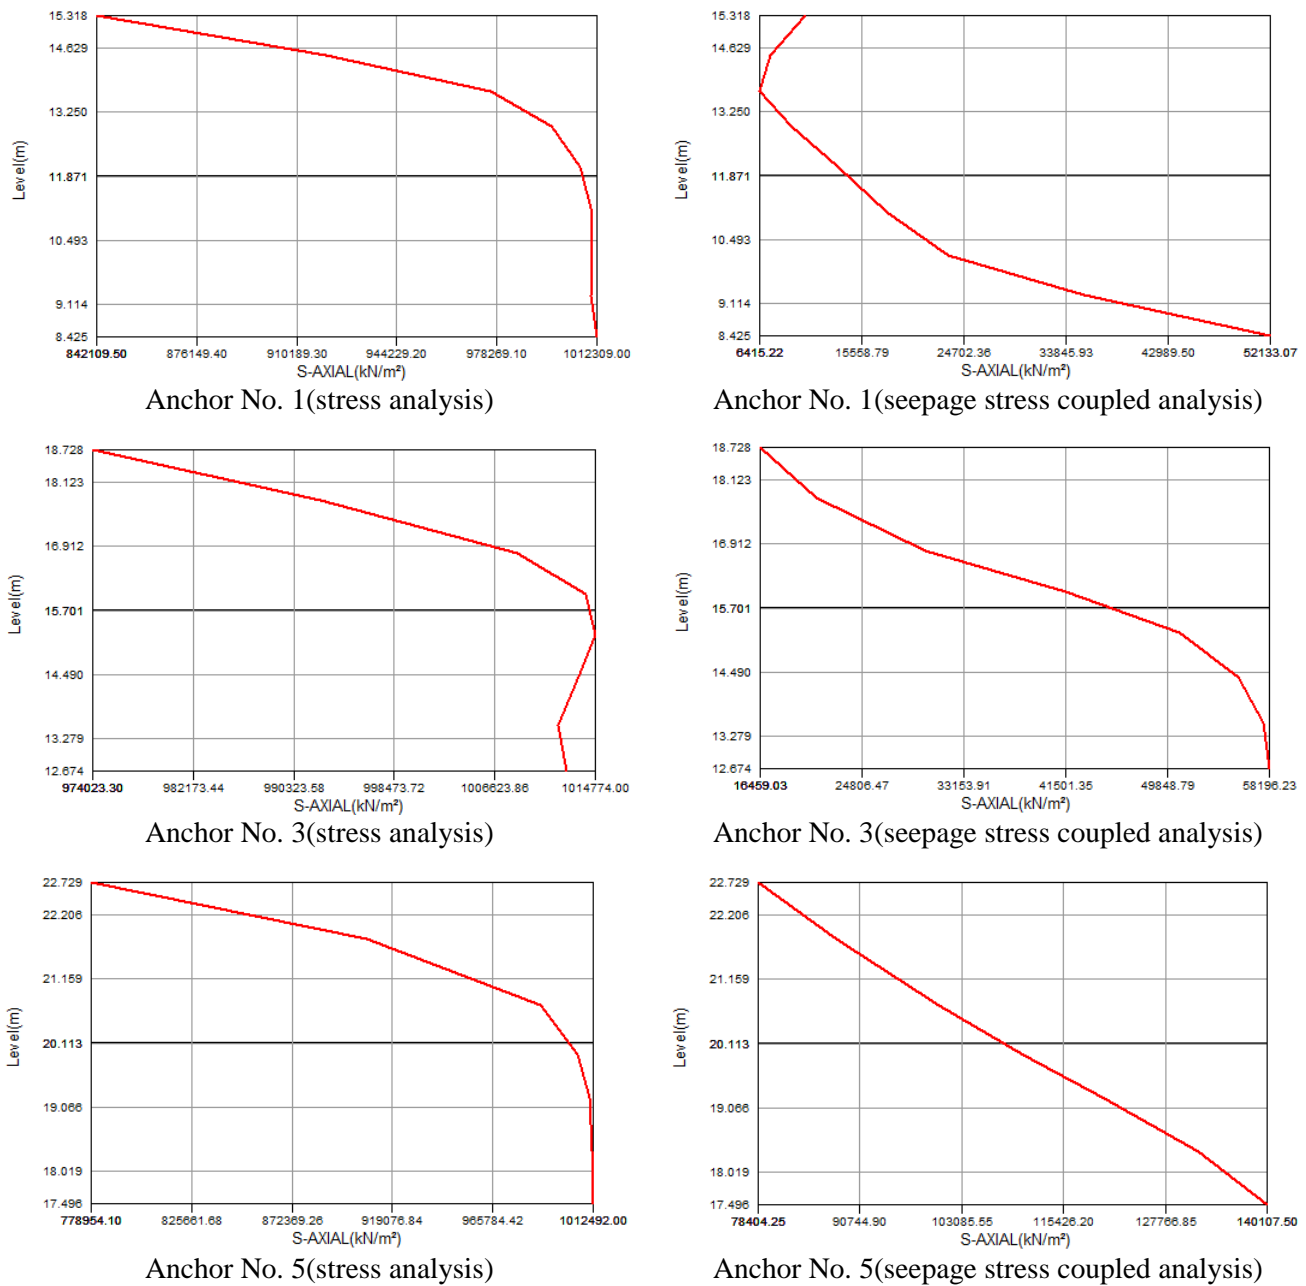 15.318
14.629
13.250
11.871
10.493
9.114
8.425
Level(m)
842109.50 876149.40 910189.30 944229.20 978269.10 1012309.00
S-AXIAL(kN/m²)
Anchor No. 1(stress analysis)
15.318
14.629
13.250
11.871
10.493
9.114
8.425
Level(m)
6415.22 15558.79 24702.36 33845.93 42989.50 52133.07
S-AXIAL(kN/m²)
Anchor No. 1(seepage stress coupled analysis)
18.728
18.123
16.912
15.701
14.490
13.279
12.674
Level(m)
974023.30 982173.44 990323.58 998473.72 1006623.86 1014774.00
S-AXIAL(kN/m²)
Anchor No. 3(stress analysis)
18.728
18.123
16.912
15.701
14.490
13.279
12.674
Level(m)
16459.03 24806.47 33153.91 41501.35 49848.79 58196.23
S-AXIAL(kN/m²)
Anchor No. 3(seepage stress coupled analysis)
22.729
22.206
21.159
20.113
19.066
18.019
17.496
Level(m)
778954.10 825661.68 872369.26 919076.84 965784.42 1012492.00
S-AXIAL(kN/m²)
Anchor No. 5(stress analysis)
22.729
22.206
21.159
20.113
19.066
18.019
17.496
Level(m)
78404.25 90744.90 103085.55 115426.20 127766.85 140107.50
S-AXIAL(kN/m²)
Anchor No. 5(seepage stress coupled analysis)